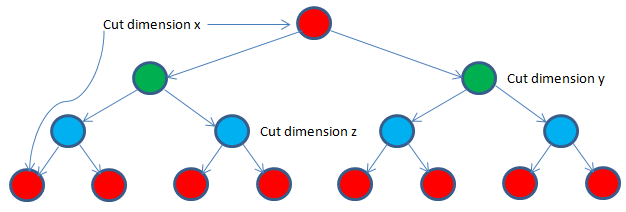 Cut dimension x
Cut dimension y
Cut dimension z